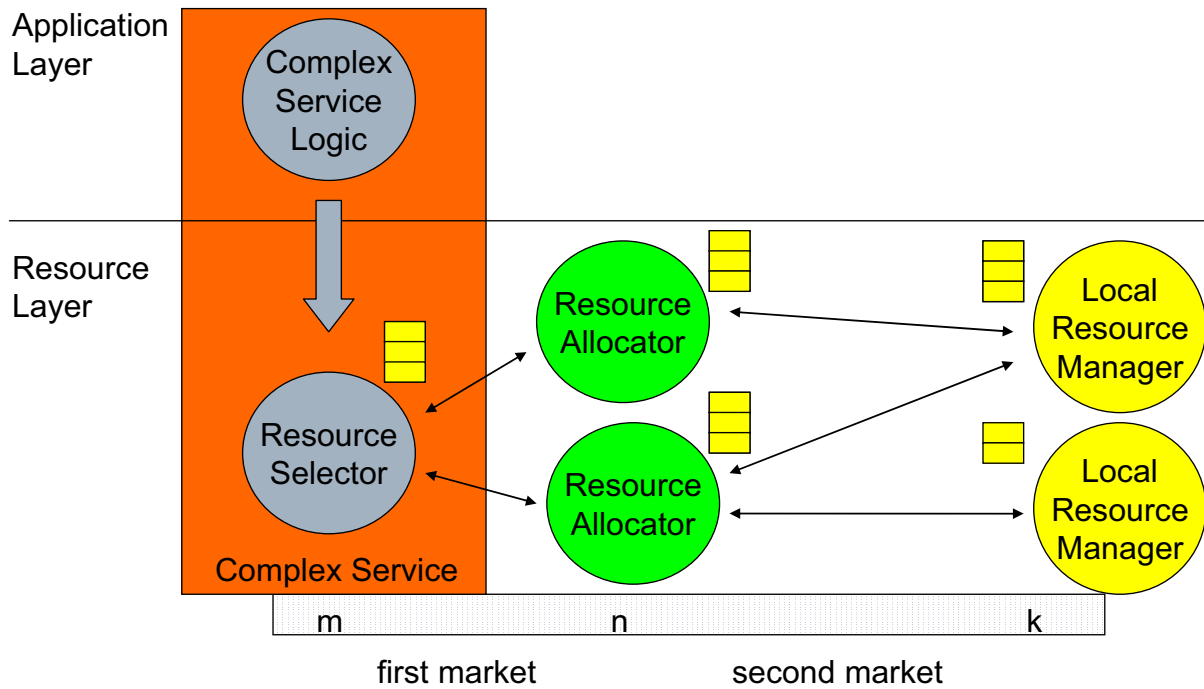 Application
Layer
Complex
Service
Logic
Resource
Layer
Resource
Selector
Complex Service
Resource
Allocator
Resource
Allocator
Local
Resource
Manager
Local
Resource
Manager
m
n
k
first market
second market